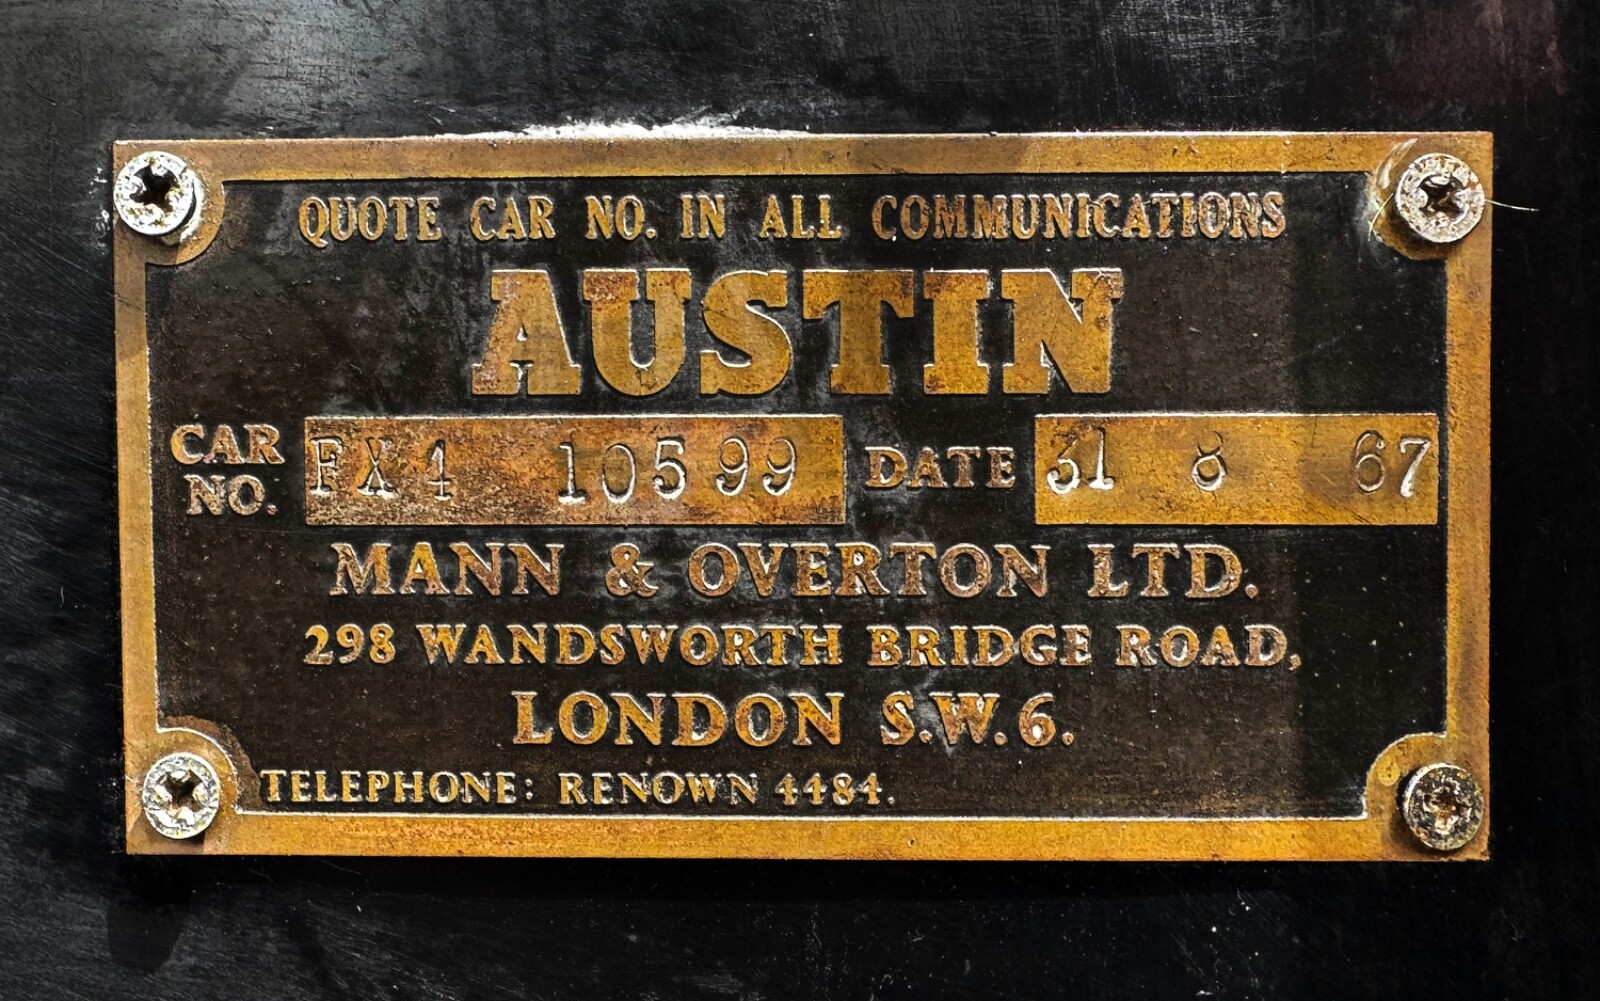 QUOTE CAR NO. IN ALL COMMUNICATIONS
AUSTIN
CAR NO. FX4 10599 DATE 31 8 67
MANN & OVERTON LTD.
298 WANDSWORTH BRIDGE ROAD,
LONDON S.W.6.
TELEPHONE: RENOWN 4484.